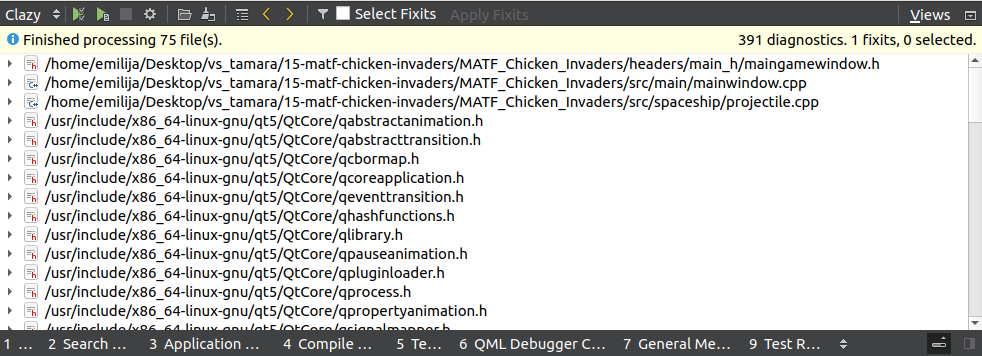 Clazy Select Fixits Apply Fixits Views
Finished processing 75 file(s). 391 diagnostics. 1 fixits, 0 selected.
/home/emilija/Desktop/vs_tamara/15-matf-chicken-invaders/MATF_Chicken_Invaders/headers/main_h/maingamewindow.h
/home/emilija/Desktop/vs_tamara/15-matf-chicken-invaders/MATF_Chicken_Invaders/src/main/mainwindow.cpp
/home/emilija/Desktop/vs_tamara/15-matf-chicken-invaders/MATF_Chicken_Invaders/src/spaceship/projectile.cpp
/usr/include/x86_64-linux-gnu/qt5/QtCore/qabstractanimation.h
/usr/include/x86_64-linux-gnu/qt5/QtCore/qabstracttransition.h
/usr/include/x86_64-linux-gnu/qt5/QtCore/qcbormap.h
/usr/include/x86_64-linux-gnu/qt5/QtCore/qcoreapplication.h
/usr/include/x86_64-linux-gnu/qt5/QtCore/qeventtransition.h
/usr/include/x86_64-linux-gnu/qt5/QtCore/qhashfunctions.h
/usr/include/x86_64-linux-gnu/qt5/QtCore/qlibrary.h
/usr/include/x86_64-linux-gnu/qt5/QtCore/qpauseanimation.h
/usr/include/x86_64-linux-gnu/qt5/QtCore/qpluginloader.h
/usr/include/x86_64-linux-gnu/qt5/QtCore/qprocess.h
/usr/include/x86_64-linux-gnu/qt5/QtCore/qpropertyanimation.h
/usr/include/x86_64-linux-gnu/qt5/QtCore/qsignalmapper.h
1 ... 2 Search ... 3 Application ... 4 Compile ... 5 Te... 6 QML Debugger C... 7 General Me... 9 Test R...